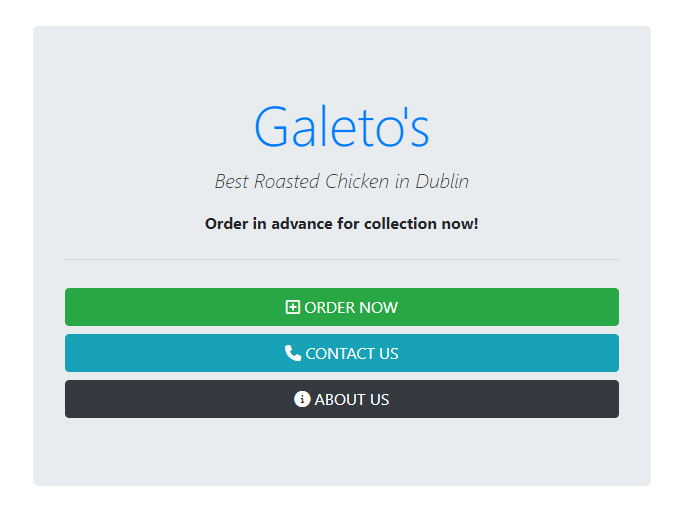 Galeto's
Best Roasted Chicken in Dublin
Order in advance for collection now!
ORDER NOW
CONTACT US
ABOUT US